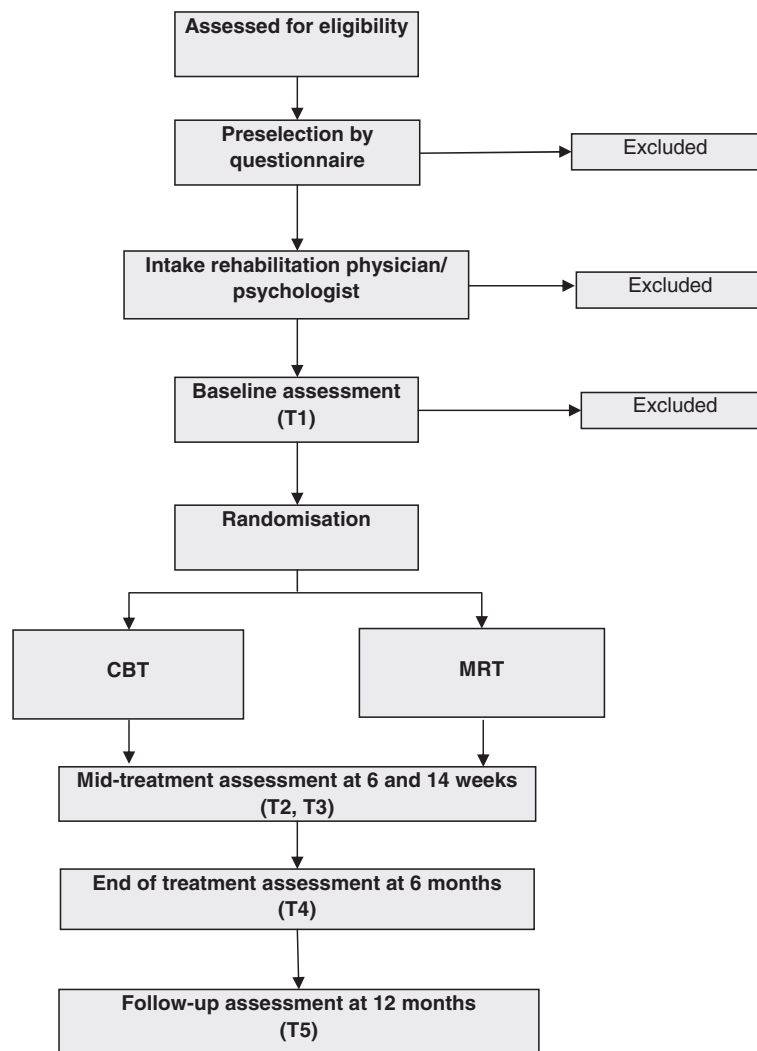 Assessed for eligibility
Preselection by
questionnaire
Excluded
Intake rehabilitation physician/
psychologist
Excluded
Baseline assessment
(T1)
Excluded
Randomisation
CBT
MRT
Mid-treatment assessment at 6 and 14 weeks
(T2, T3)
End of treatment assessment at 6 months
(T4)
Follow-up assessment at 12 months
(T5)